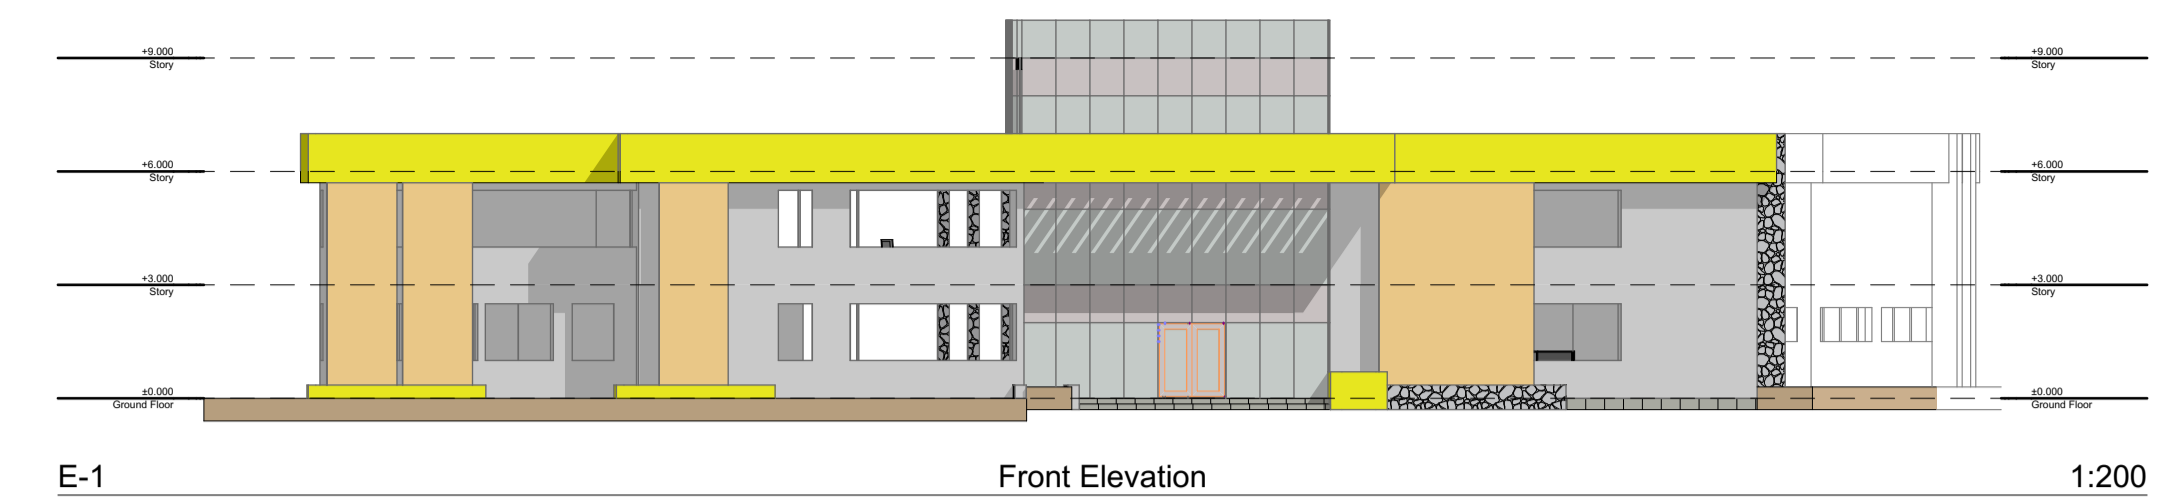 +9.000
Story
+9.000
Story
+6.000
Story
+6.000
Story
+3.000
Story
+3.000
Story
±0.000
Ground Floor
±0.000
Ground Floor
E-1
Front Elevation
1:200